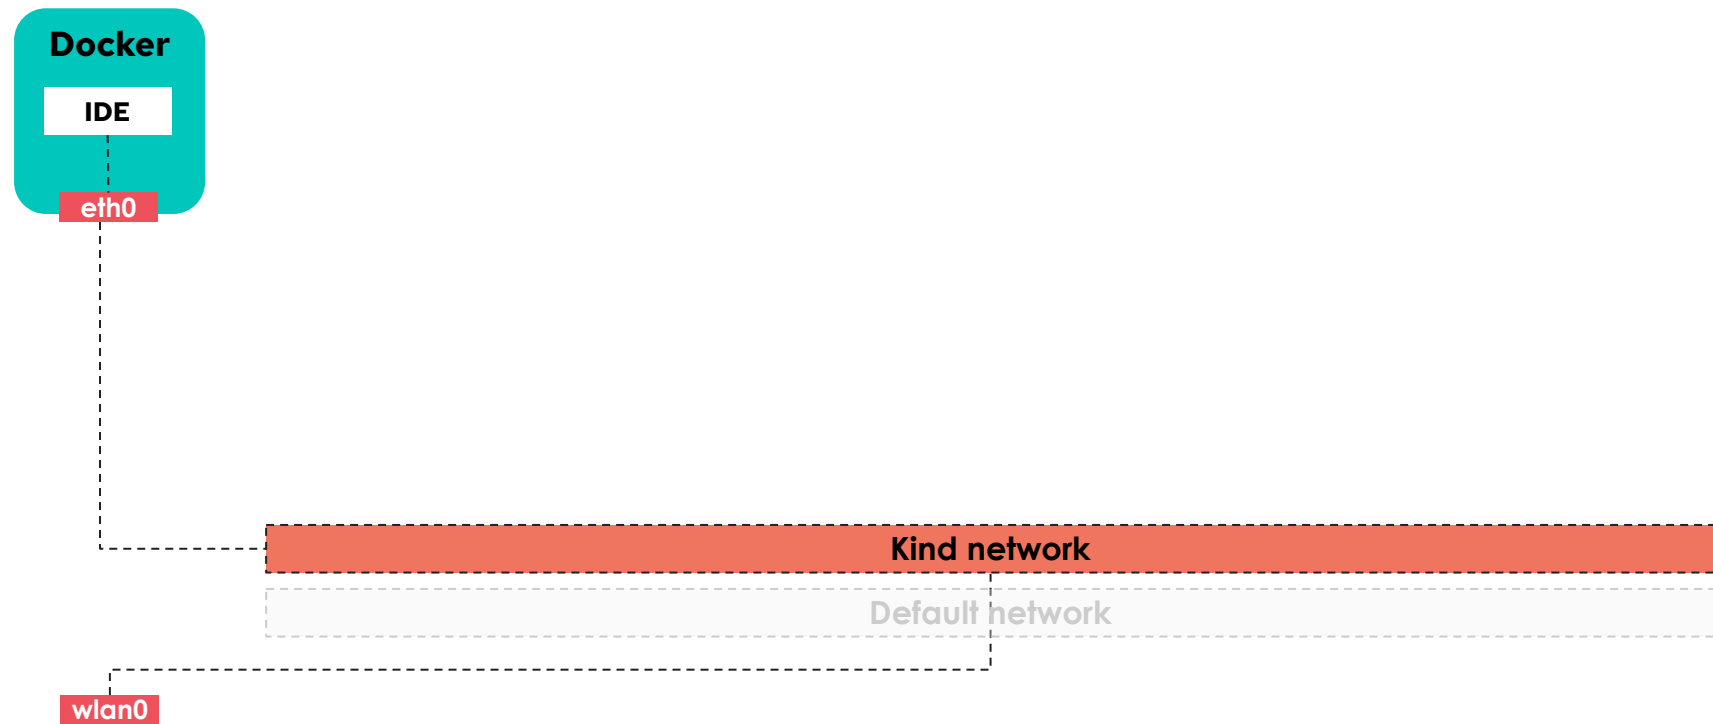 Docker
IDE
eth0
Kind network
Default network
wlan0